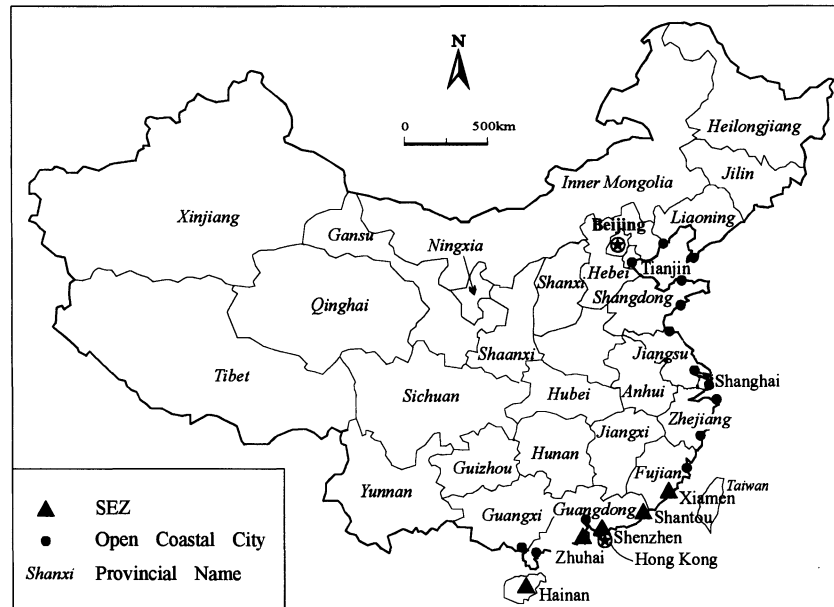 N
0 500km
Heilongjiang
Jilin
Inner Mongolia
Liaoning
Xinjiang
Beijing
Gansu
Ningxia
Hebei
Tianjin
Shanxi
Qinghai
Shangdong
Shaanxi
Jiangsu
Tibet
Shanghai
Sichuan
Hubei
Anhui
Zhejiang
Jiangxi
Hunan
Guizhou
Fujian
Taiwan
Yunnan
Xiamen
Guangxi
Guangdong
Shantou
Shenzhen
Zhuhai
Hong Kong
Hainan
SEZ
Open Coastal City
Shanxi Provincial Name